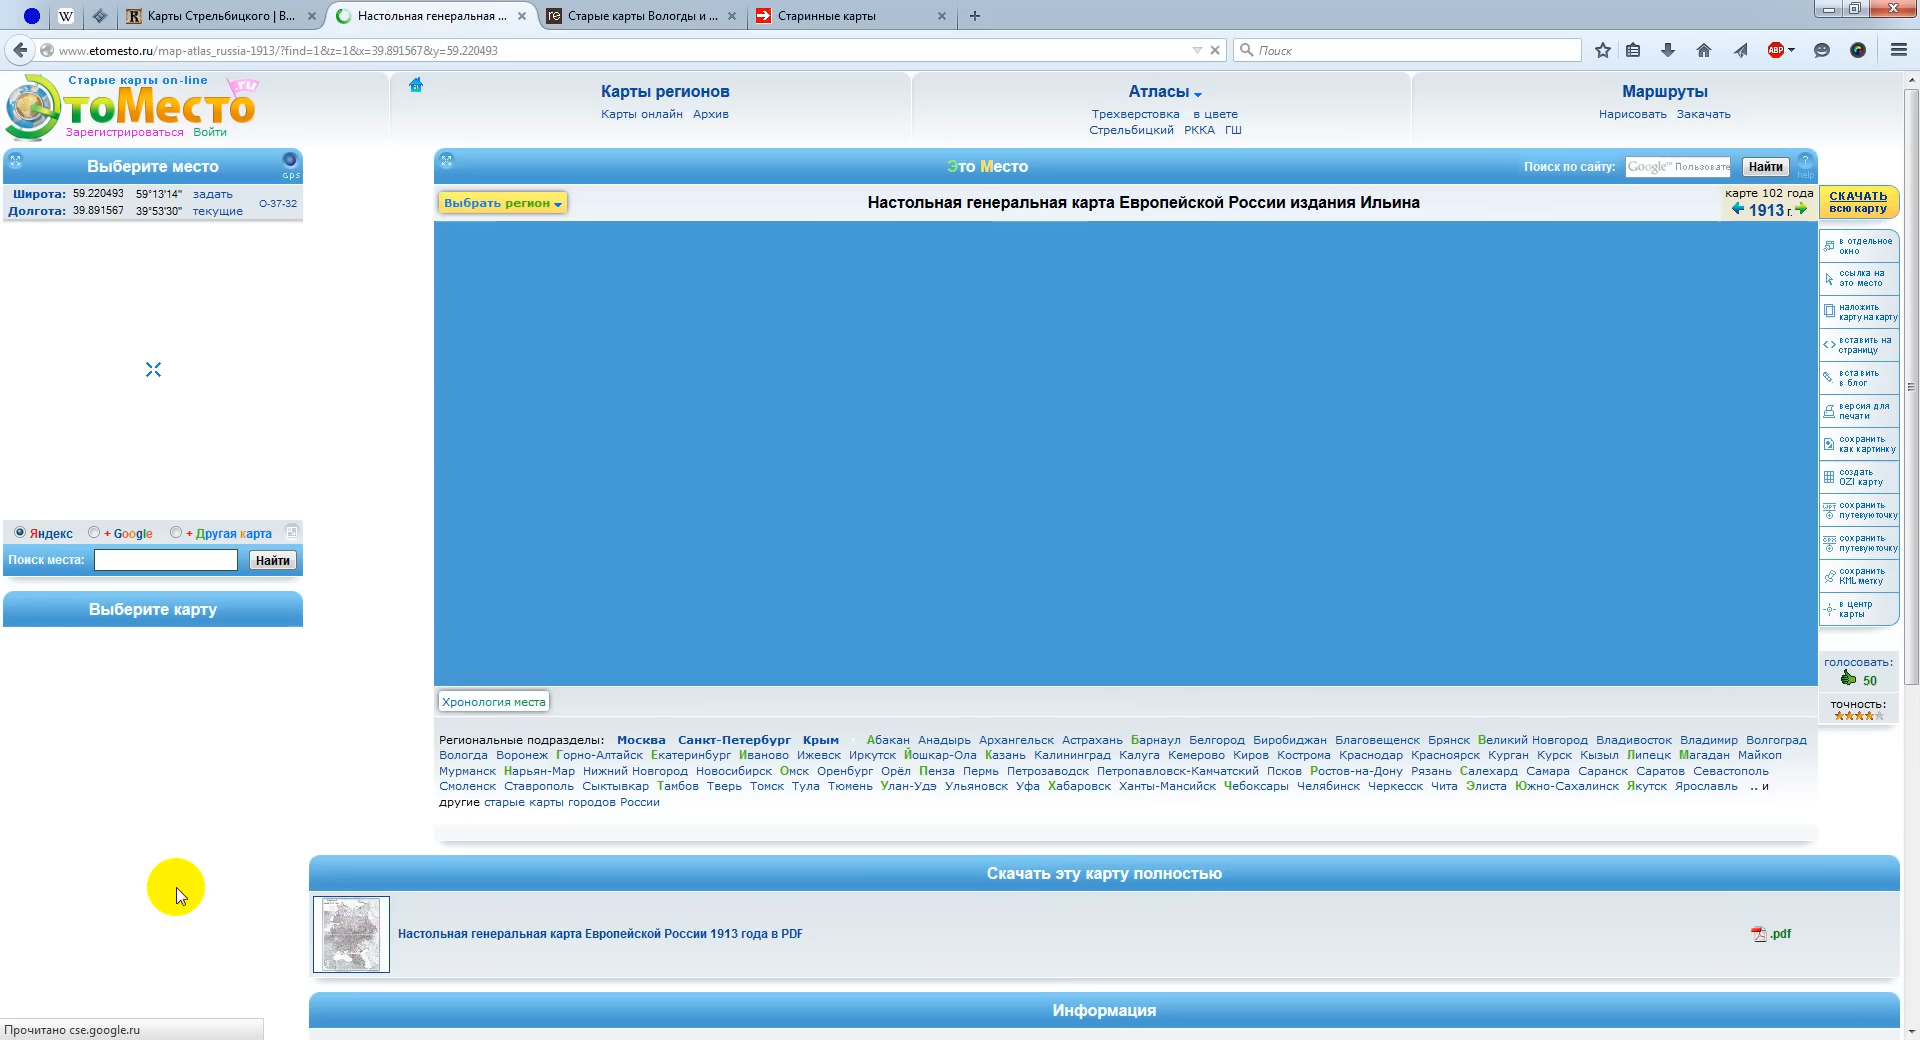 Карты Стрельбицкого | В...
Настольная генеральная ...
Старые карты Вологды и ...
Старинные карты
www.etomesto.ru/map-atlas_russia-1913/?find=1&z=1&x=39.891567&y=59.220493
Поиск
ABP
Старые карты on-line
ЭтоМесто.ru
Зарегистрироваться Войти
Карты регионов
Карты онлайн Архив
Атласы
Трехверстовка в цвете
Стрельбицкий РККА ГШ
Маршруты
Нарисовать Закачать
Выберите место
GPS
Широта: 59.220493 59°13'14" задать
Долгота: 39.891567 39°53'30" текущие
O-37-32
Яндекс + Google + Другая карта
Поиск места: Найти
Выберите карту
Это Место
Поиск по сайту: Google™ Пользовате Найти
help
Выбрать регион
Настольная генеральная карта Европейской России издания Ильина
карте 102 года
1913 г.
СКАЧАТЬ
всю карту
в отдельное
окно
ссылка на
это место
наложить
карту на карту
вставить на
страницу
вставить
в блог
версия для
печати
сохранить
как картинку
создать
OZI карту
сохранить
путевую точку
сохранить
путевую точку
сохранить
KML метку
в центр
карты
голосовать:
50
точность:
Хронология места
Региональные подразделы: Москва Санкт-Петербург Крым Абакан Анадырь Архангельск Астрахань Барнаул Белгород Биробиджан Благовещенск Брянск Великий Новгород Владивосток Владимир Волгоград
Вологда Воронеж Горно-Алтайск Екатеринбург Иваново Ижевск Иркутск Йошкар-Ола Казань Калининград Калуга Кемерово Киров Кострома Краснодар Красноярск Курган Курск Кызыл Липецк Магадан Майкоп
Мурманск Нарьян-Мар Нижний Новгород Новосибирск Омск Оренбург Орёл Пенза Пермь Петрозаводск Петропавловск-Камчатский Псков Ростов-на-Дону Рязань Салехард Самара Саранск Саратов Севастополь
Смоленск Ставрополь Сыктывкар Тамбов Тверь Томск Тула Тюмень Улан-Удэ Ульяновск Уфа Хабаровск Ханты-Мансийск Чебоксары Челябинск Черкесск Чита Элиста Южно-Сахалинск Якутск Ярославль .. и
другие старые карты городов России
Скачать эту карту полностью
Настольная генеральная карта Европейской России 1913 года в PDF
.pdf
Информация
Прочитано cse.google.ru